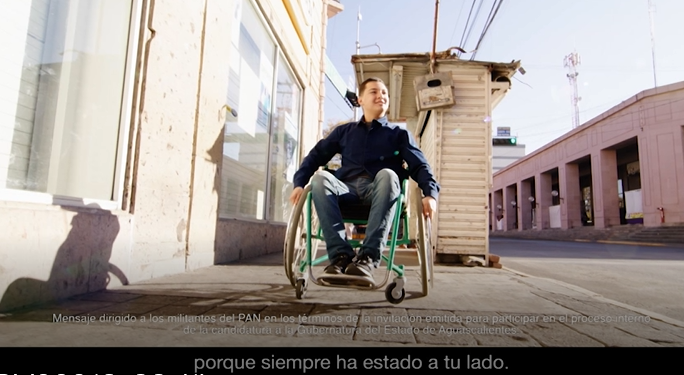 Mensaje dirigido a los militantes del PAN en los términos de la invitación emitida para participar en el proceso interno
de la candidatura a la Gubernatura del Estado de Aguascalientes
porque siempre ha estado a tu lado.